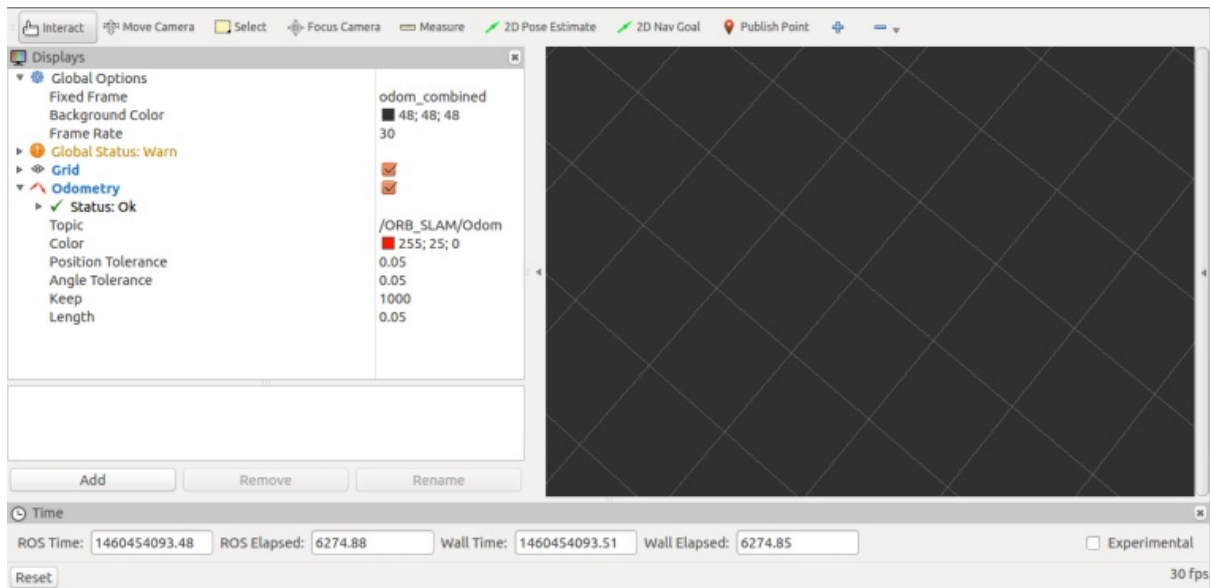 Interact Move Camera Select Focus Camera Measure 2D Pose Estimate 2D Nav Goal Publish Point
Displays
Global Options
Fixed Frame odom_combined
Background Color 48; 48; 48
Frame Rate 30
Global Status: Warn
Grid
Odometry
Status: Ok
Topic /ORB_SLAM/Odom
Color 255; 25; 0
Position Tolerance 0.05
Angle Tolerance 0.05
Keep 1000
Length 0.05
Add Remove Rename
Time
ROS Time: 1460454093.48 ROS Elapsed: 6274.88 Wall Time: 1460454093.51 Wall Elapsed: 6274.85 Experimental
Reset 30 fps